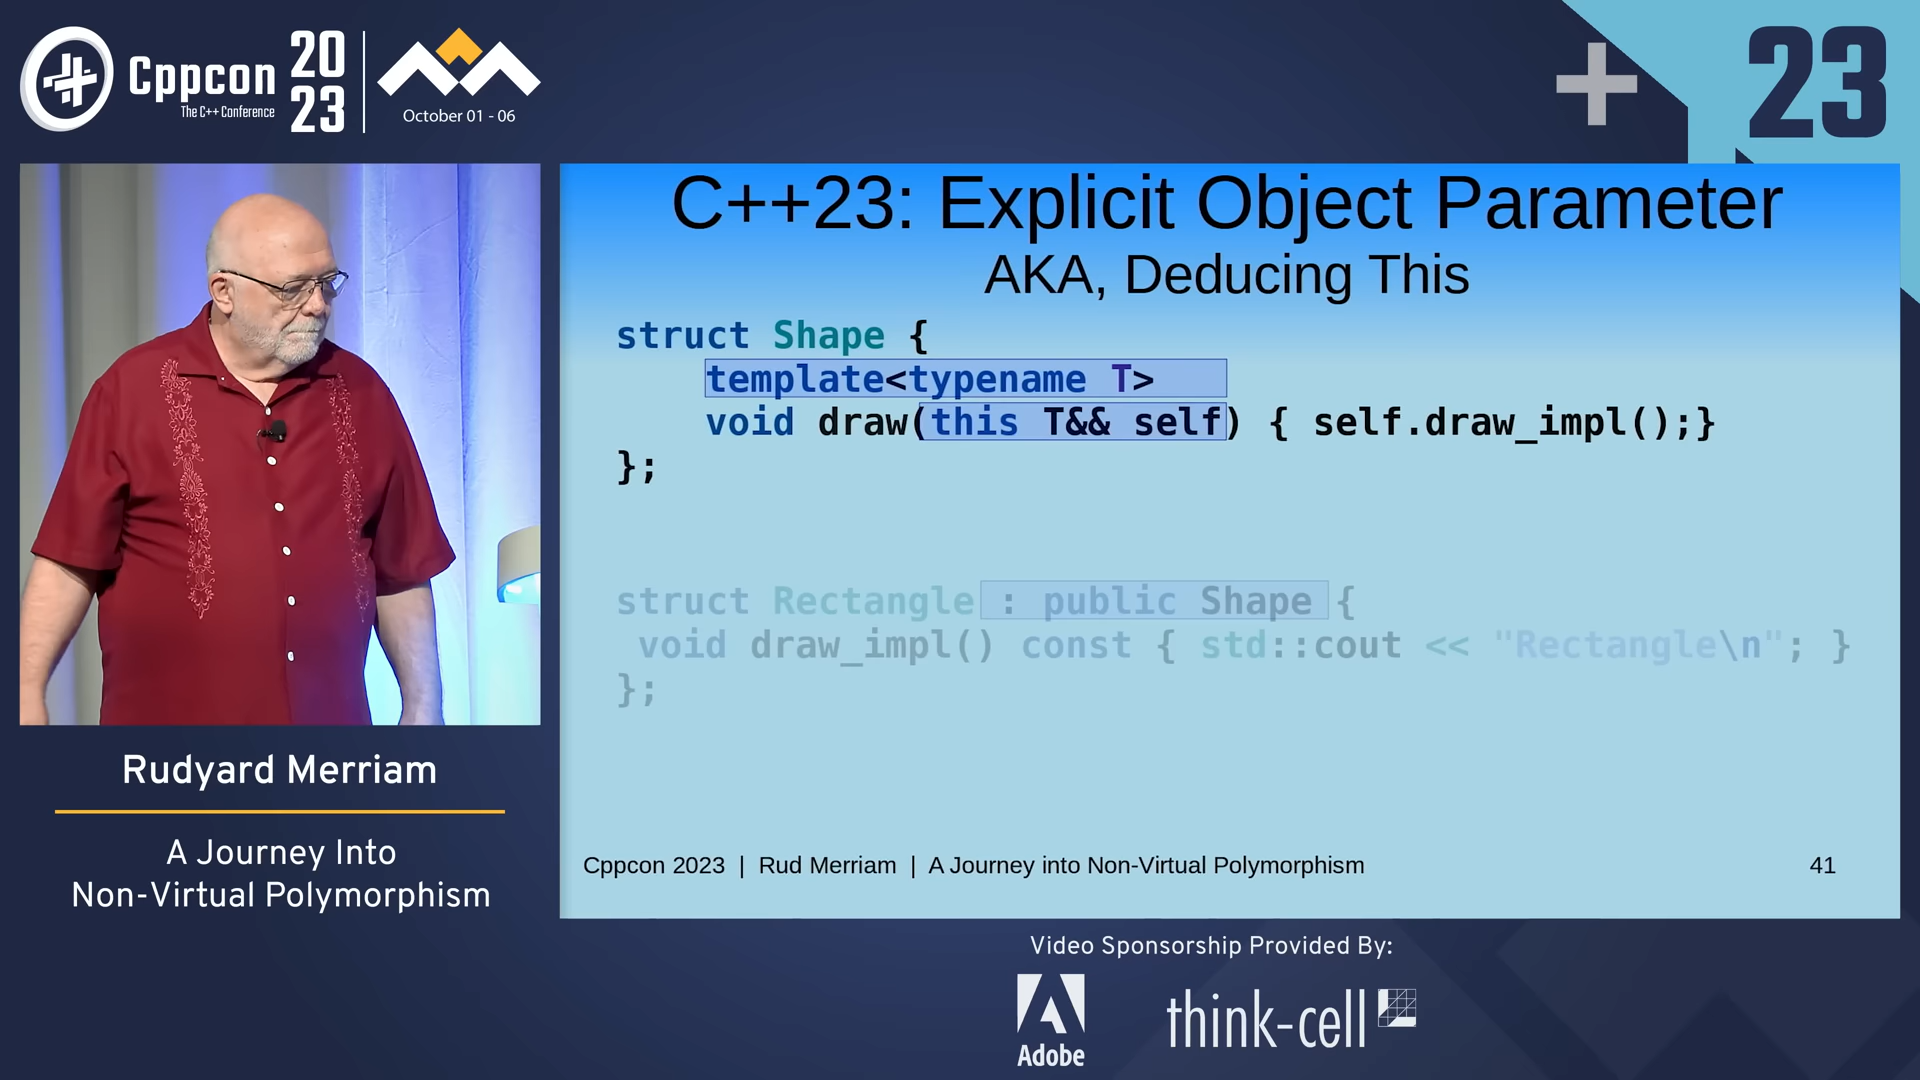 Cppcon
The C++ Conference
20
23
October 01 - 06
+ 23
C++23: Explicit Object Parameter
AKA, Deducing This
struct Shape {
template<typename T>
void draw(this T&& self) { self.draw_impl();}
};
struct Rectangle : public Shape {
void draw_impl() const { std::cout << "Rectangle\n"; }
};
Cppcon 2023 | Rud Merriam | A Journey into Non-Virtual Polymorphism
41
Rudyard Merriam
A Journey Into
Non-Virtual Polymorphism
Video Sponsorship Provided By:
Adobe
think-cell